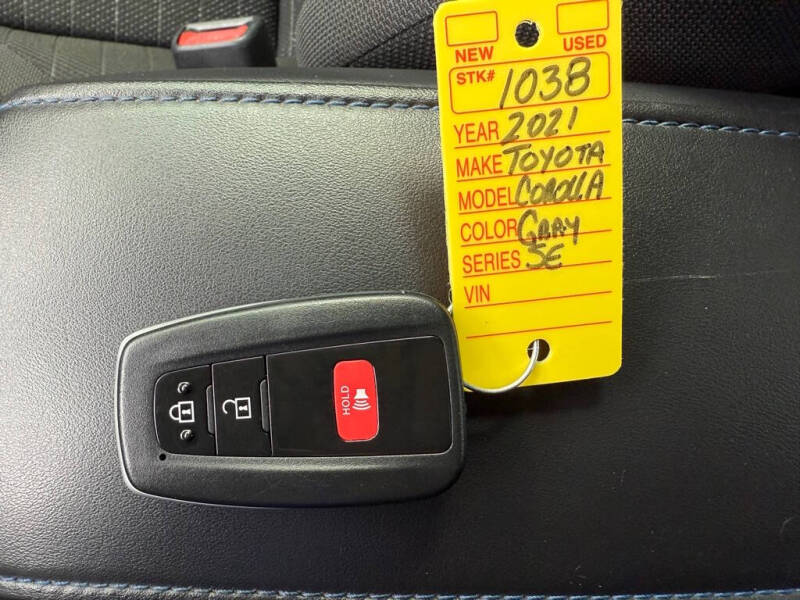 NEW USED
STK# 1038
YEAR 2021
MAKE TOYOTA
MODEL COROLLA
COLOR GRAY
SERIES SE
VIN
HOLD